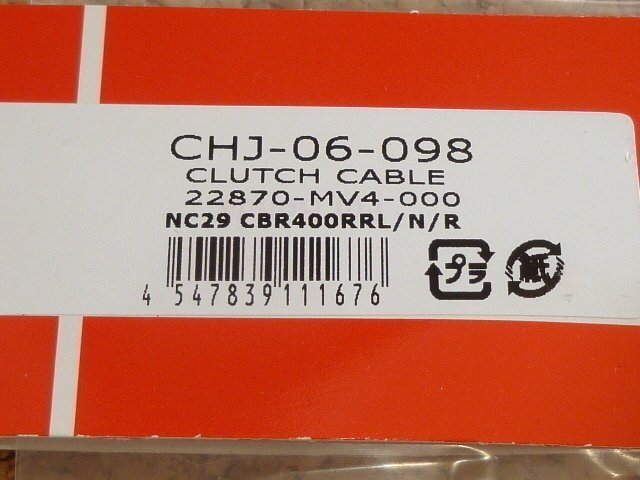 CHJ-06-098
CLUTCH CABLE
22870-MV4-000
NC29 CBR400RRL/N/R
4 547839 111676
プラ
紙